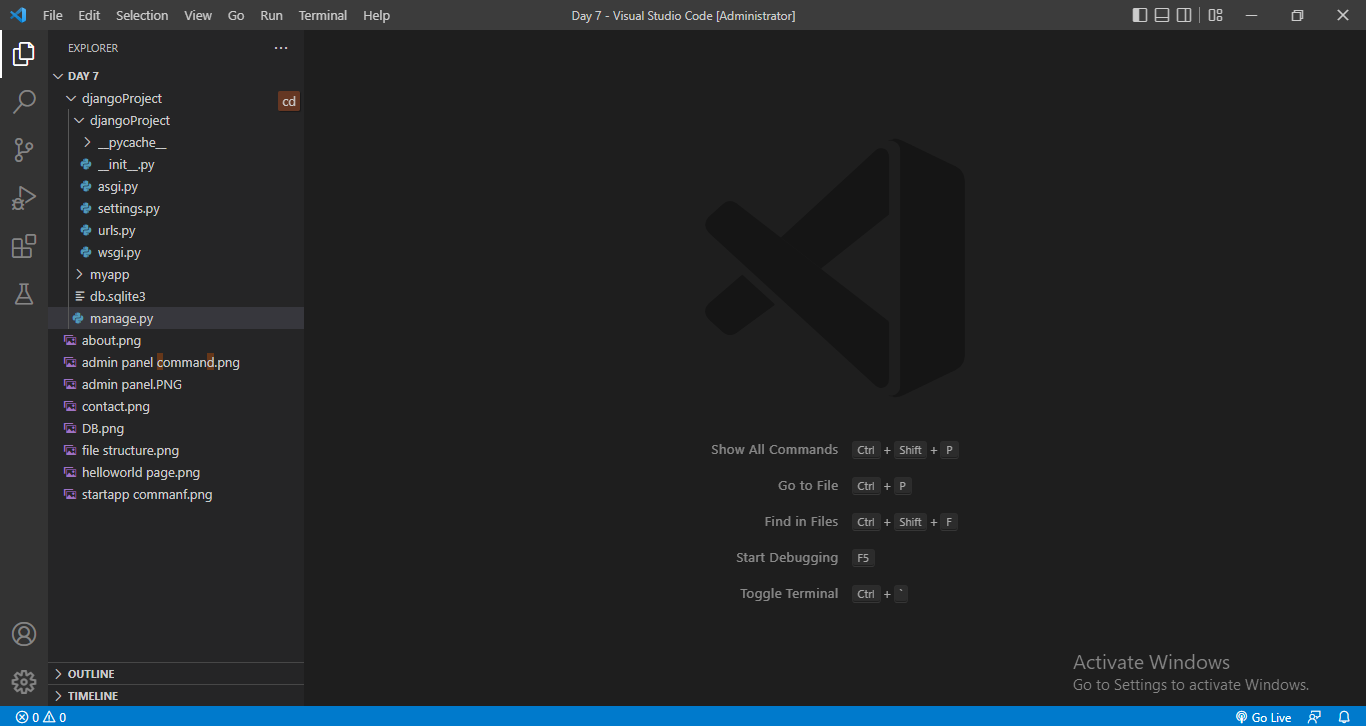 File Edit Selection View Go Run Terminal Help
Day 7 - Visual Studio Code [Administrator]
EXPLORER
DAY 7
djangoProject
cd
djangoProject
__pycache__
__init__.py
asgi.py
settings.py
urls.py
wsgi.py
myapp
db.sqlite3
manage.py
about.png
admin panel command.png
admin panel.PNG
contact.png
DB.png
file structure.png
helloworld page.png
startapp commanf.png
OUTLINE
TIMELINE
Show All Commands Ctrl + Shift + P
Go to File Ctrl + P
Find in Files Ctrl + Shift + F
Start Debugging F5
Toggle Terminal Ctrl + `
Activate Windows
Go to Settings to activate Windows.
0 0
Go Live